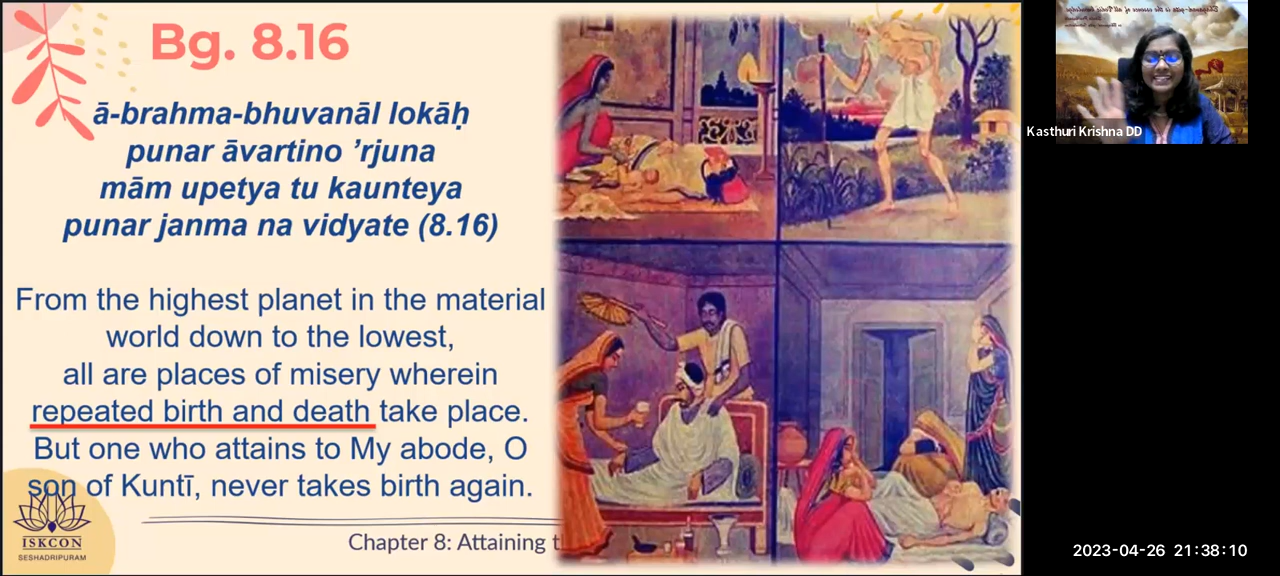 Bg. 8.16
ā-brahma-bhuvanāl lokāḥ
punar āvartino ’rjuna
mām upetya tu kaunteya
punar janma na vidyate (8.16)
From the highest planet in the material
world down to the lowest,
all are places of misery wherein
repeated birth and death take place.
But one who attains to My abode, O
son of Kuntī, never takes birth again.
ISKCON
SESHADRIPURAM
Chapter 8: Attaining
Kasthuri Krishna DD
2023-04-26 21:38:10